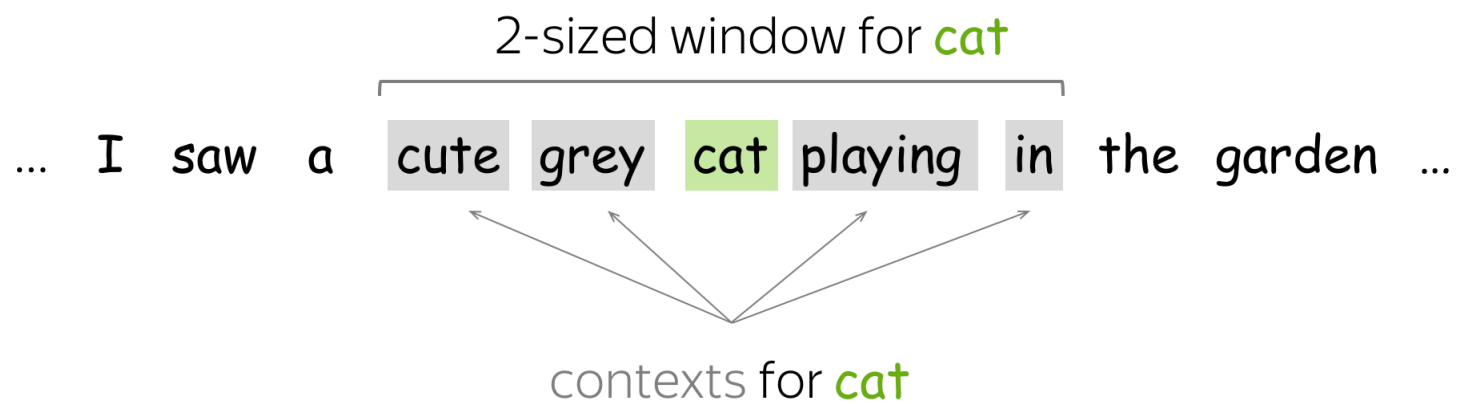 2-sized window for cat
... I saw a cute grey cat playing in the garden ...
contexts for cat